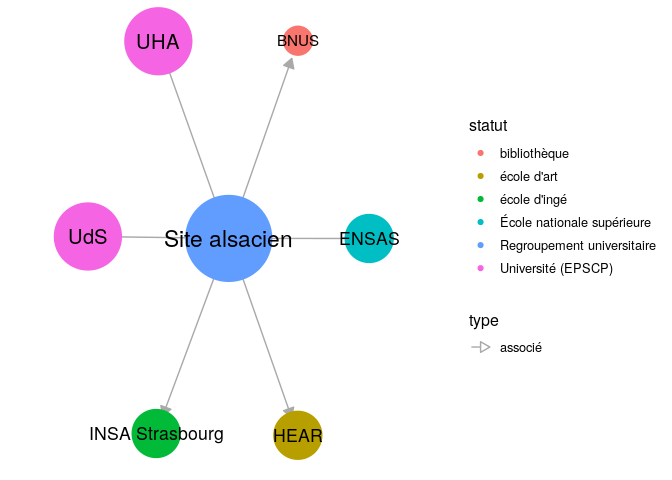 UHA
BNUS
UdS
Site alsacien
ENSAS
INSA Strasbourg
HEAR
statut
bibliothèque
école d'art
école d'ingé
École nationale supérieure
Regroupement universitaire
Université (EPSCP)
type
associé